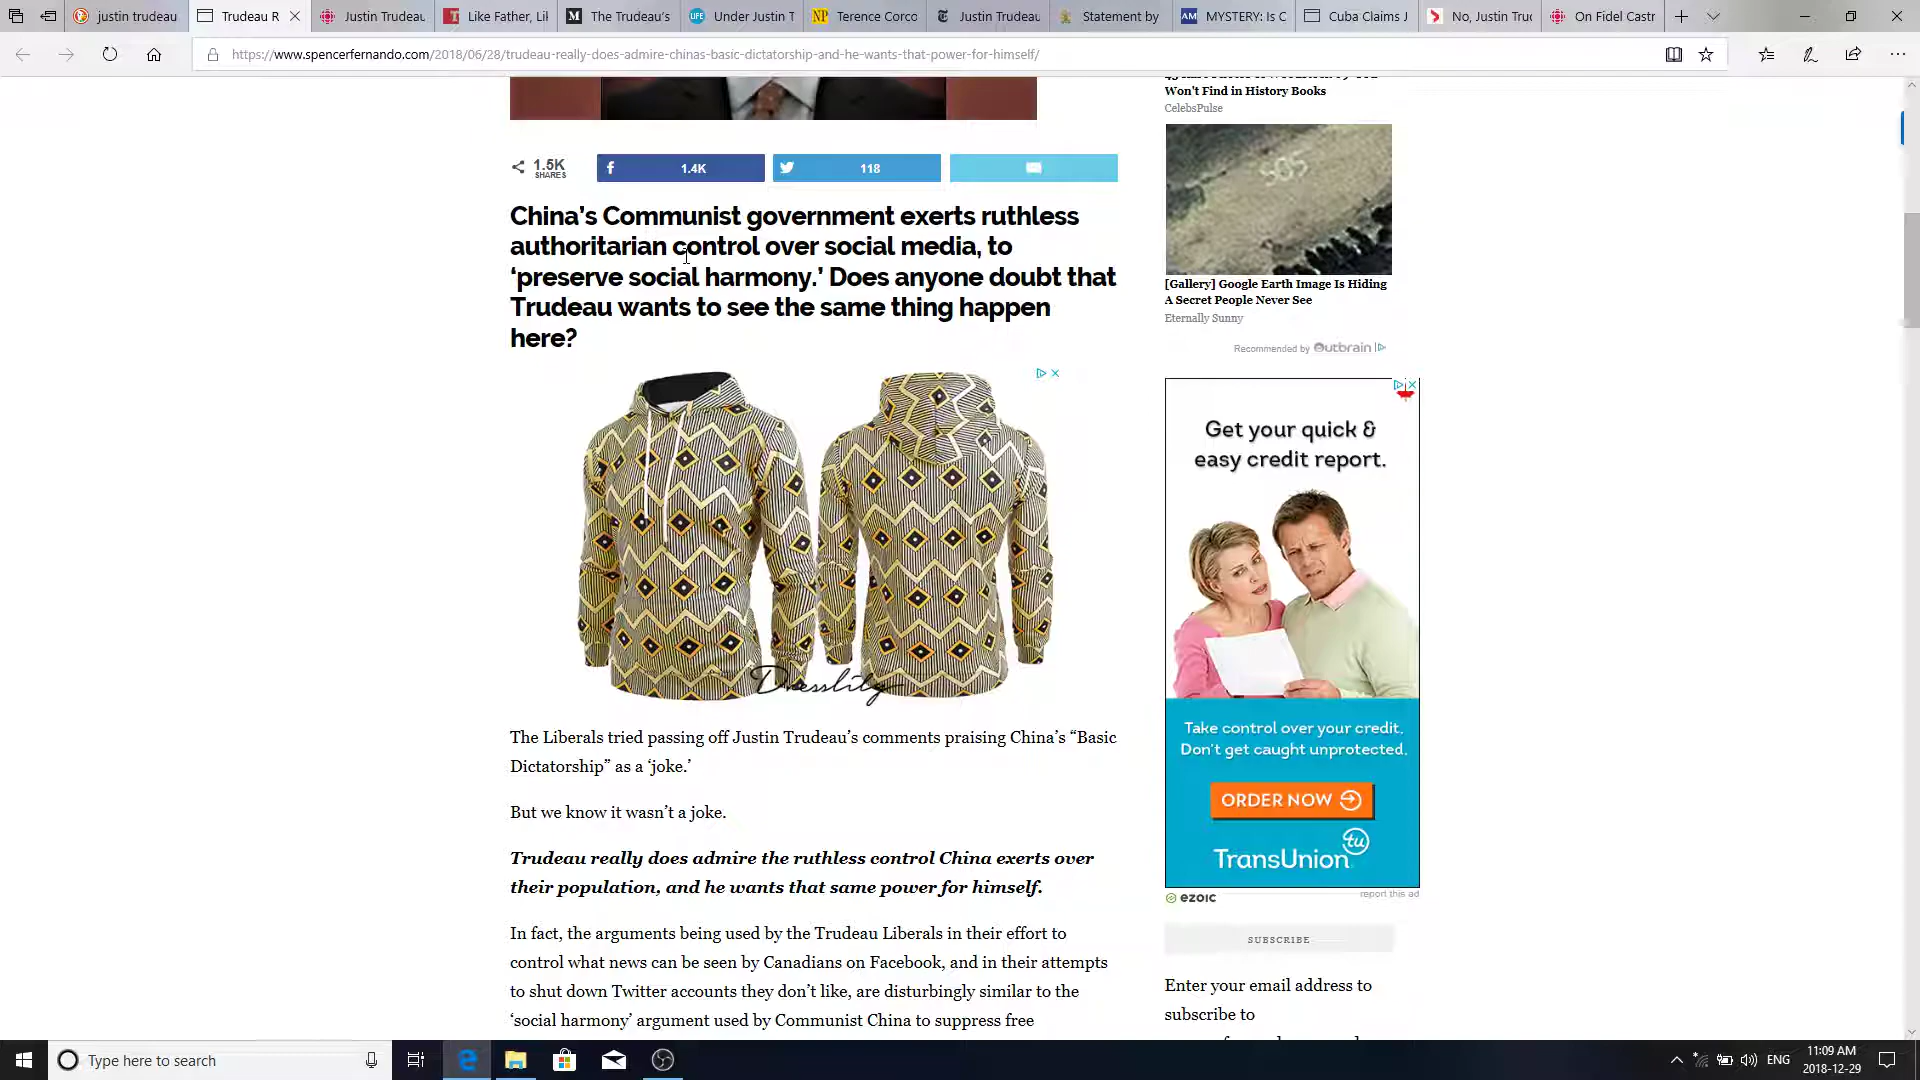 justin trudeau
Trudeau R
Justin Trudeau
Like Father, Lik
The Trudeau's
Under Justin T
Terence Corco
Justin Trudeau
Statement by
MYSTERY: Is C
Cuba Claims J
No, Justin Truc
On Fidel Castr
https://www.spencerfernando.com/2018/06/28/trudeau-really-does-admire-chinas-basic-dictatorship-and-he-wants-that-power-for-himself/
Won't Find in History Books
CelebsPulse
1.5K
SHARES
1.4K
118
China's Communist government exerts ruthless
authoritarian control over social media, to
'preserve social harmony.' Does anyone doubt that
Trudeau wants to see the same thing happen
here?
[Gallery] Google Earth Image Is Hiding
A Secret People Never See
Eternally Sunny
Recommended by Outbrain
Dresslily
Get your quick &
easy credit report.
Take control over your credit.
Don't get caught unprotected.
ORDER NOW
tu
TransUnion
ezoic
report this ad
The Liberals tried passing off Justin Trudeau's comments praising China's "Basic
Dictatorship" as a 'joke.'
But we know it wasn't a joke.
Trudeau really does admire the ruthless control China exerts over
their population, and he wants that same power for himself.
In fact, the arguments being used by the Trudeau Liberals in their effort to
control what news can be seen by Canadians on Facebook, and in their attempts
to shut down Twitter accounts they don't like, are disturbingly similar to the
'social harmony' argument used by Communist China to suppress free
SUBSCRIBE
Enter your email address to
subscribe to
Type here to search
ENG
11:09 AM
2018-12-29